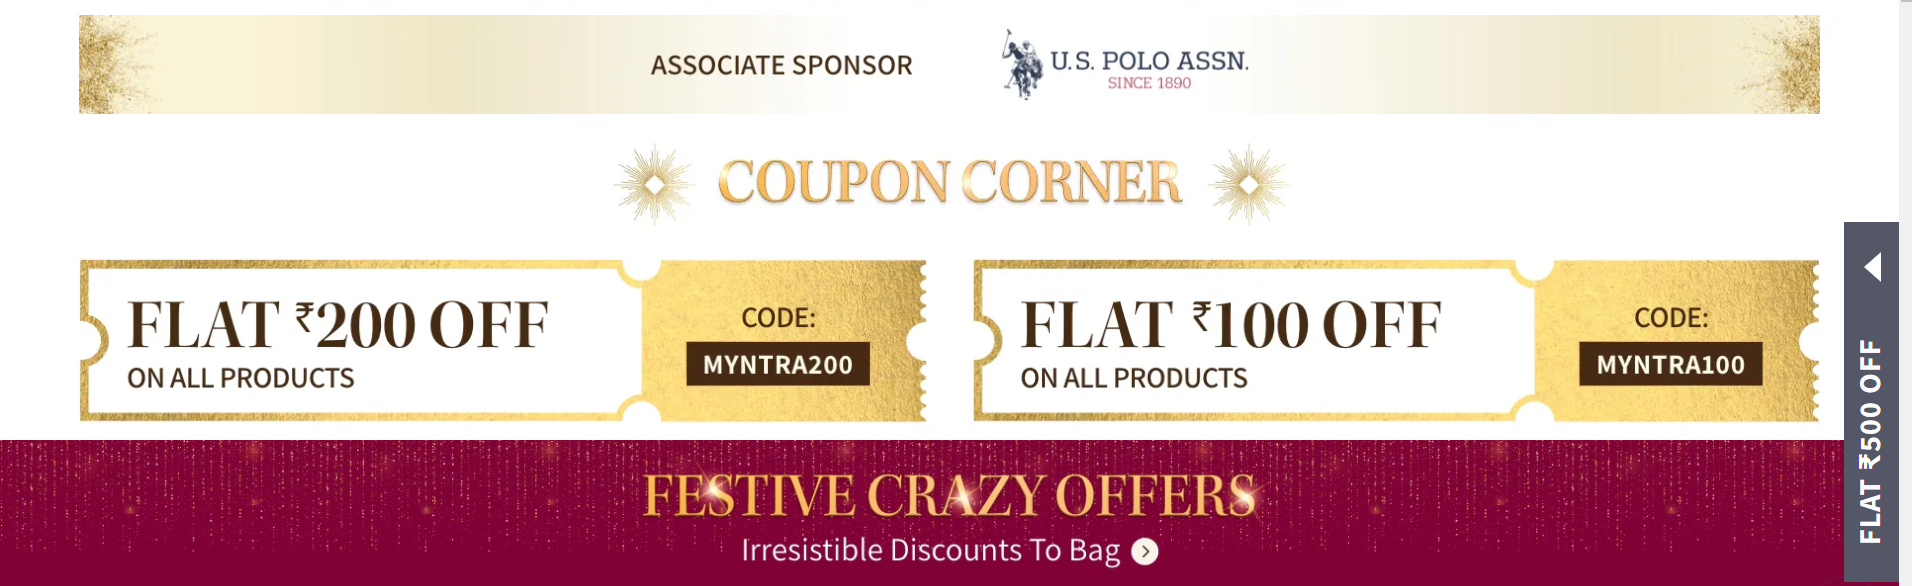 ASSOCIATE SPONSOR
U.S. POLO ASSN.
SINCE 1890
COUPON CORNER
FLAT ₹200 OFF
ON ALL PRODUCTS
CODE:
MYNTRA200
FLAT ₹100 OFF
ON ALL PRODUCTS
CODE:
MYNTRA100
FESTIVE CRAZY OFFERS
Irresistible Discounts To Bag
FLAT ₹500 OFF